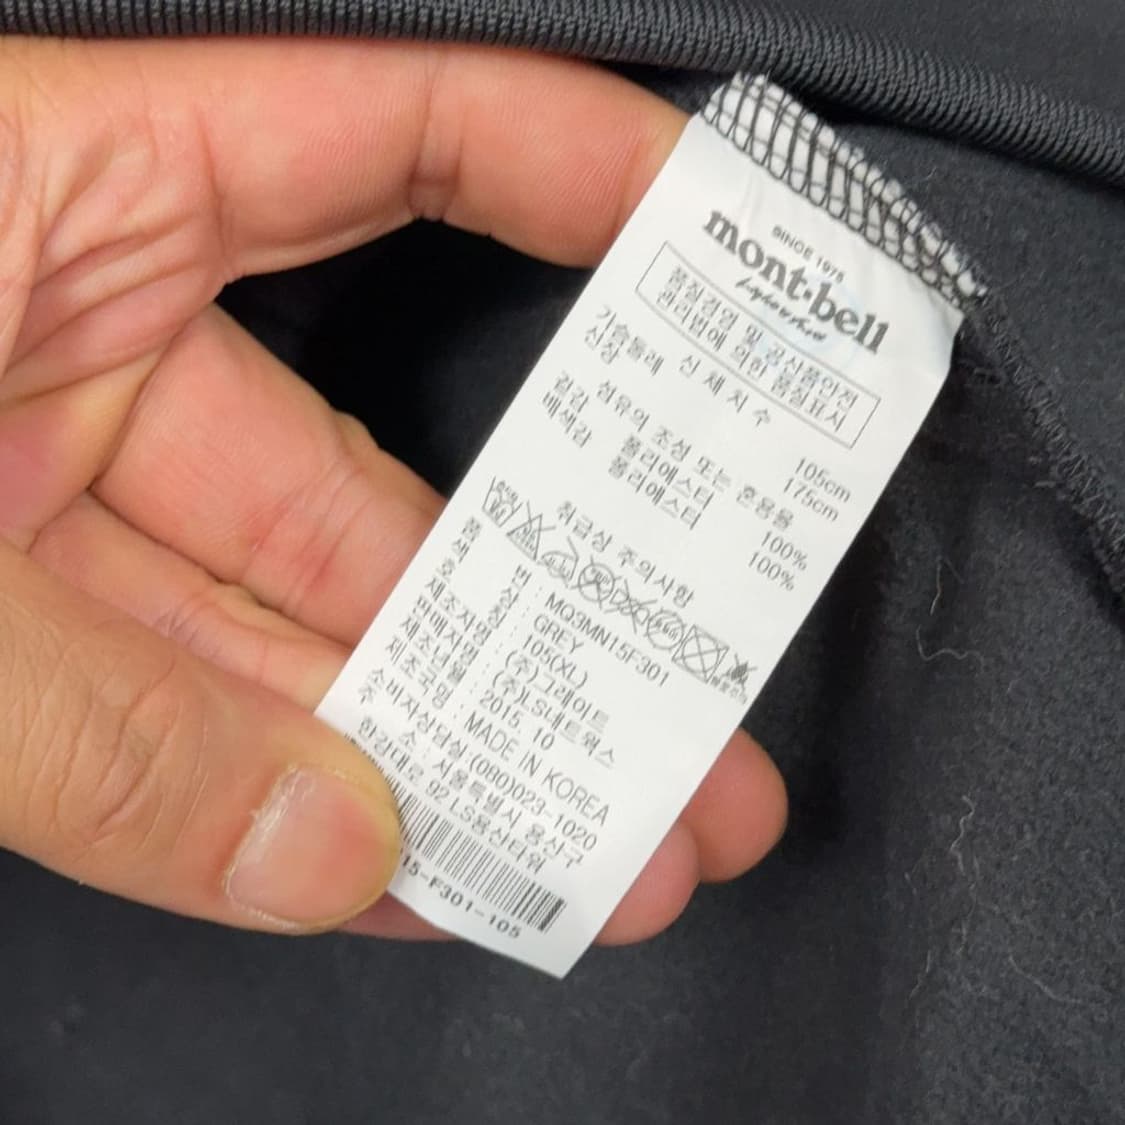 SINCE 1975
mont·bell
품질경영 및 공산품안전
관리법에 의한 품질표시
신체치수
가슴둘레 105cm
신장 175cm
섬유의 조성 또는 혼용율
겉감 폴리에스터 100%
배색감 폴리에스터 100%
취급상 주의사항
품 번 : MQ3MN15F301
색 상 : GREY
호 칭 : 105(XL)
제조자명 : (주)그레이트
판매자명 : (주)LS네트웍스
제조년월 : 2015. 10
제조국명 : MADE IN KOREA
소비자상담실:(080)023-1020
주 소 : 서울특별시 용산구
한강대로 92 LS용산타워
15-F301-105